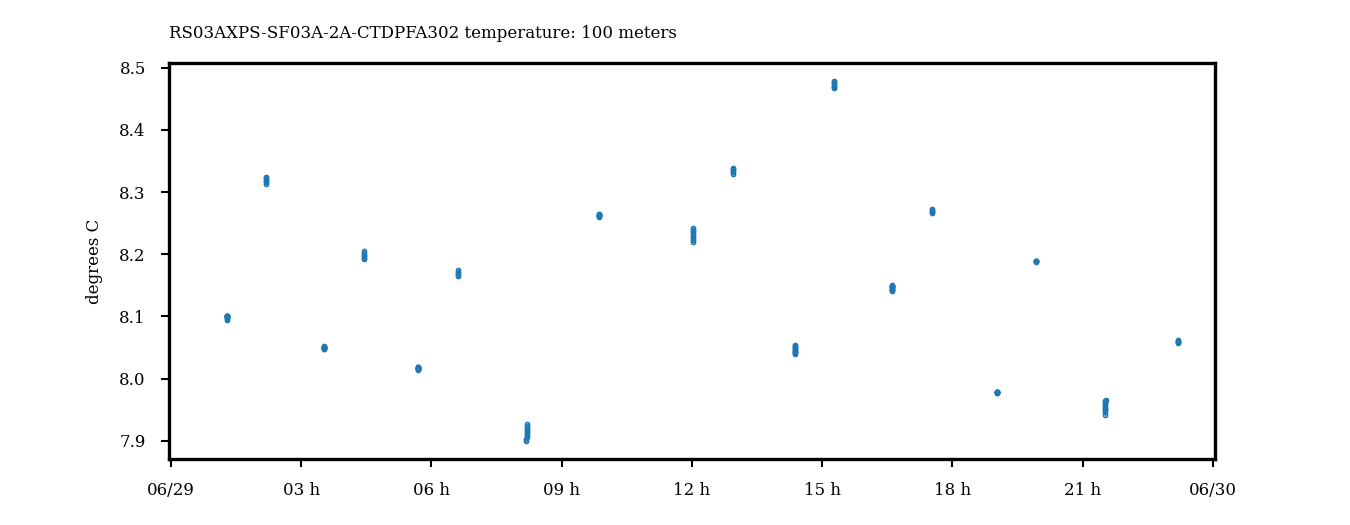 RS03AXPS-SF03A-2A-CTDPFA302 temperature: 100 meters
8.5
8.4
8.3
8.2
8.1
8.0
7.9
degrees C
06/29 03 h 06 h 09 h 12 h 15 h 18 h 21 h 06/30